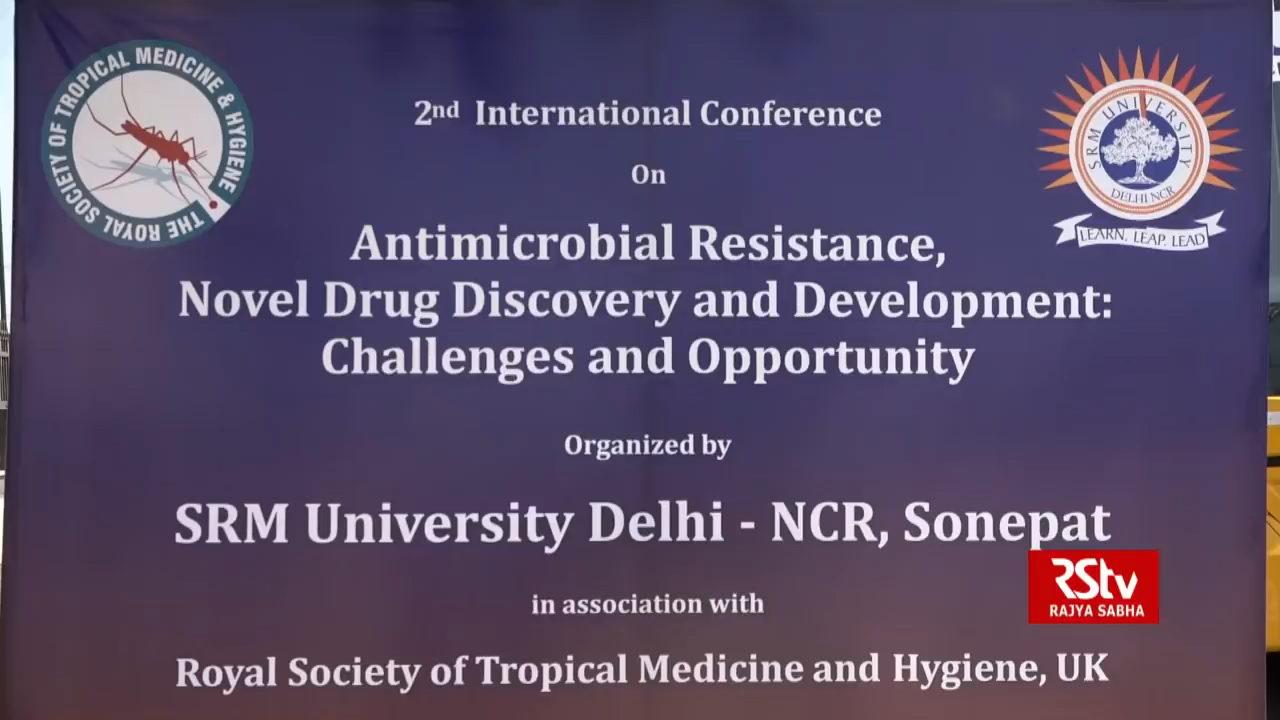 THE ROYAL SOCIETY OF TROPICAL MEDICINE & HYGIENE
SRM UNIVERSITY
DELHI NCR
LEARN, LEAP, LEAD
2nd International Conference
On
Antimicrobial Resistance,
Novel Drug Discovery and Development:
Challenges and Opportunity
Organized by
SRM University Delhi - NCR, Sonepat
in association with
Royal Society of Tropical Medicine and Hygiene, UK
RStv
RAJYA SABHA